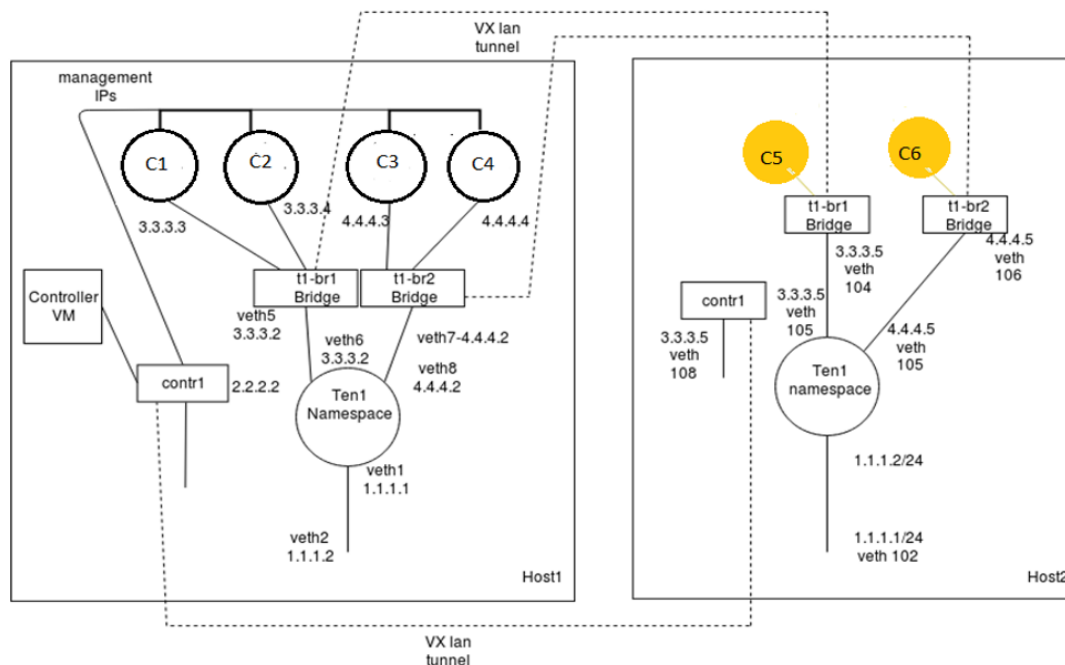 VX lan
tunnel
management
IPs
C1
C2
C3
C4
3.3.3.3
3.3.3.4
4.4.4.3
4.4.4.4
t1-br1
Bridge
t1-br2
Bridge
Controller
VM
veth5
3.3.3.2
veth6
3.3.3.2
veth7-4.4.4.2
veth8
4.4.4.2
contr1
2.2.2.2
Ten1
Namespace
veth1
1.1.1.1
veth2
1.1.1.2
Host1
C5
C6
t1-br1
Bridge
t1-br2
Bridge
3.3.3.5
veth
104
4.4.4.5
veth
106
contr1
3.3.3.5
veth
108
3.3.3.5
veth
105
4.4.4.5
veth
105
Ten1
namespace
1.1.1.2/24
1.1.1.1/24
veth 102
Host2
VX lan
tunnel